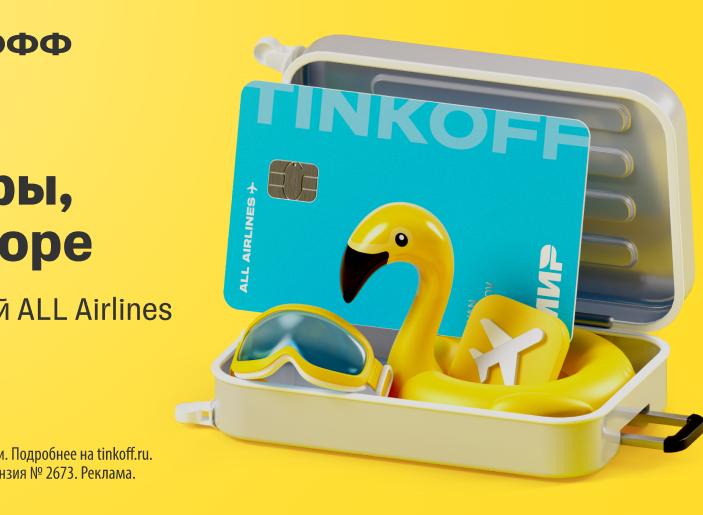 ОФФ
ры,
оре
й ALL Airlines
и. Подробнее на tinkoff.ru.
нзия № 2673. Реклама.
TINKOFF
ALL AIRLINES
МИР